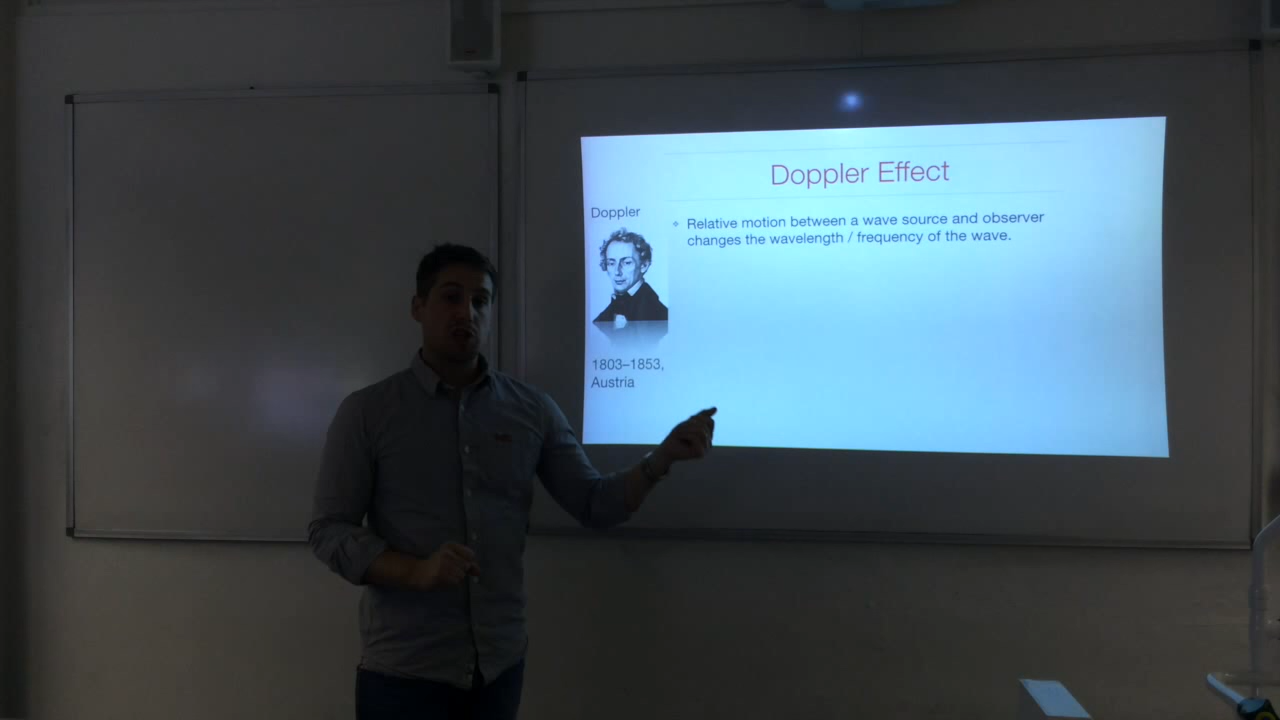 Doppler Effect
Doppler
Relative motion between a wave source and observer
changes the wavelength / frequency of the wave.
1803–1853,
Austria